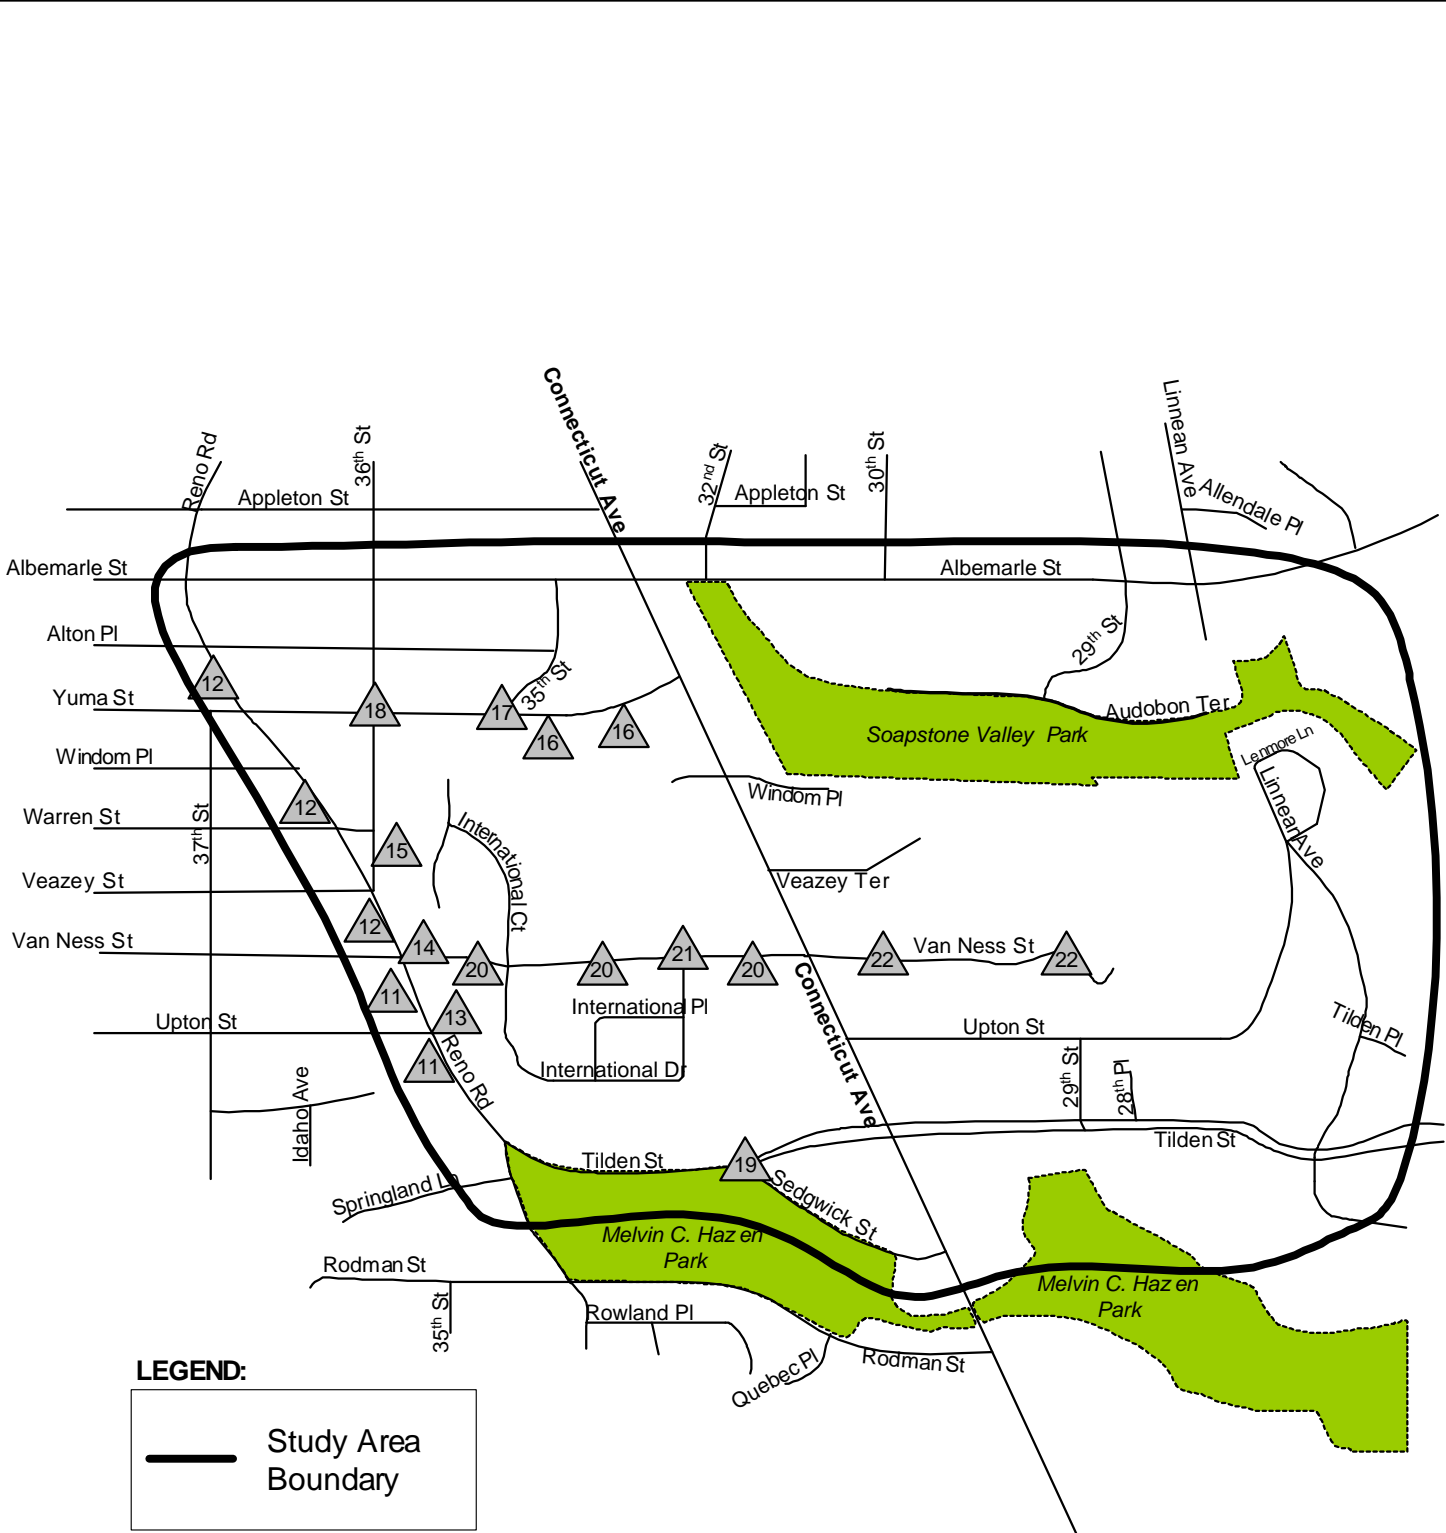 Connecticut Ave
Linnean Ave
Reno Rd
36th St
32nd St
30th St
Appleton St
Appleton St
Allendale Pl
Albemarle St
Albemarle St
Alton Pl
29th St
35th St
12
Yuma St
18
17
16
16
Audobon Ter
Soapstone Valley Park
Lenmore Ln
Windom Pl
Windom Pl
Linnean Ave
12
Warren St
37th St
International Ct
15
Veazey St
Veazey Ter
12
Van Ness St
14
20
20
21
20
22
Van Ness St
22
Connecticut Ave
11
International Pl
Upton St
13
Upton St
Tilden Pl
Reno Rd
11
International Dr
29th St
28th Pl
Idaho Ave
Tilden St
Tilden St
19
Sedgwick St
Springland Ln
Melvin C. Hazen
Park
Rodman St
Melvin C. Hazen
Park
35th St
Rowland Pl
Quebec Pl
Rodman St
LEGEND:
Study Area
Boundary